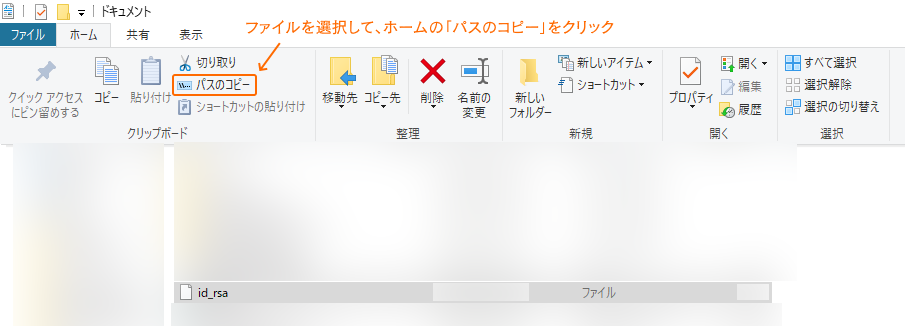 ドキュメント
ファイルを選択して、ホームの「パスのコピー」をクリック
ファイル ホーム 共有 表示
クイック アクセス
にピン留めする
コピー
貼り付け
切り取り
パスのコピー
ショートカットの貼り付け
クリップボード
移動先
コピー先
削除
名前の
変更
整理
新しい
フォルダー
新しいアイテム
ショートカット
新規
プロパティ
開く
編集
履歴
開く
すべて選択
選択解除
選択の切り替え
選択
id_rsa ファイル